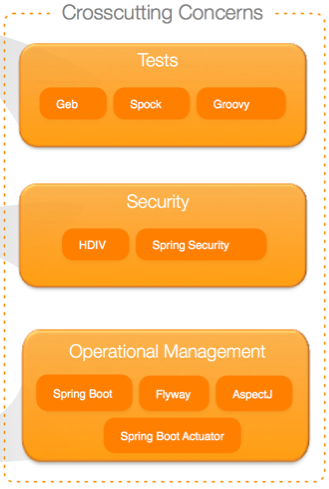 Crosscutting Concerns
Tests
Geb Spock Groovy
Security
HDIV Spring Security
Operational Management
Spring Boot Flyway AspectJ
Spring Boot Actuator